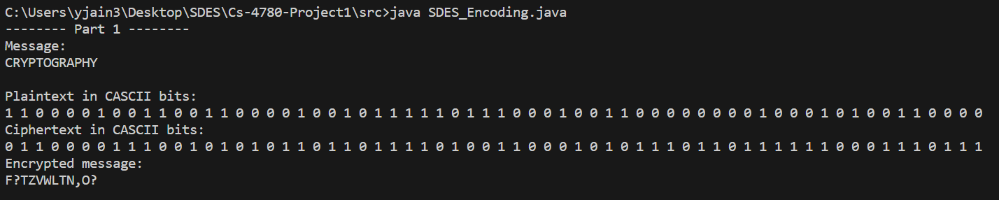 C:\Users\yjain3\Desktop\SDES\Cs-4780-Project1\src>java SDES_Encoding.java
-------- Part 1 --------
Message:
CRYPTOGRAPHY
Plaintext in CASCII bits:
1 1 0 0 0 0 1 0 0 1 1 0 0 1 1 0 0 0 0 1 0 0 1 0 1 1 1 1 1 0 1 1 1 0 0 0 1 0 0 1 1 0 0 0 0 0 0 0 0 1 0 0 0 1 0 1 0 0 1 1 0 0 0 0
Ciphertext in CASCII bits:
0 1 1 0 0 0 0 1 1 1 0 0 1 0 1 0 1 0 1 1 0 1 1 0 1 1 1 1 0 1 0 0 1 1 0 0 0 1 0 1 0 1 1 1 0 1 1 0 1 1 1 1 1 1 0 0 0 1 1 1 0 1 1 1
Encrypted message:
F?TZVWLTN,O?